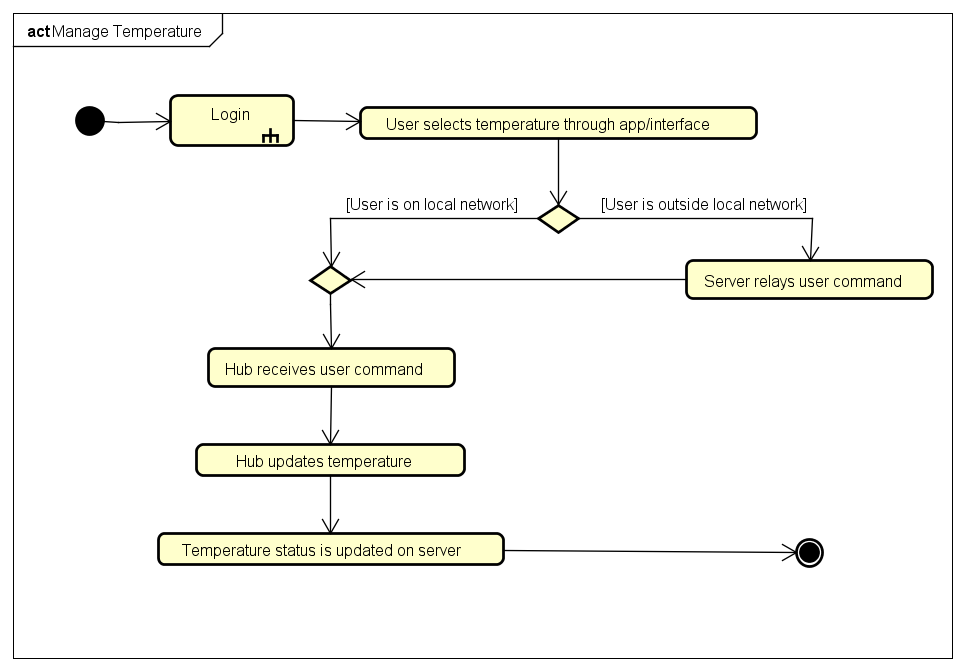 act Manage Temperature
Login
User selects temperature through app/interface
[User is on local network]
[User is outside local network]
Server relays user command
Hub receives user command
Hub updates temperature
Temperature status is updated on server